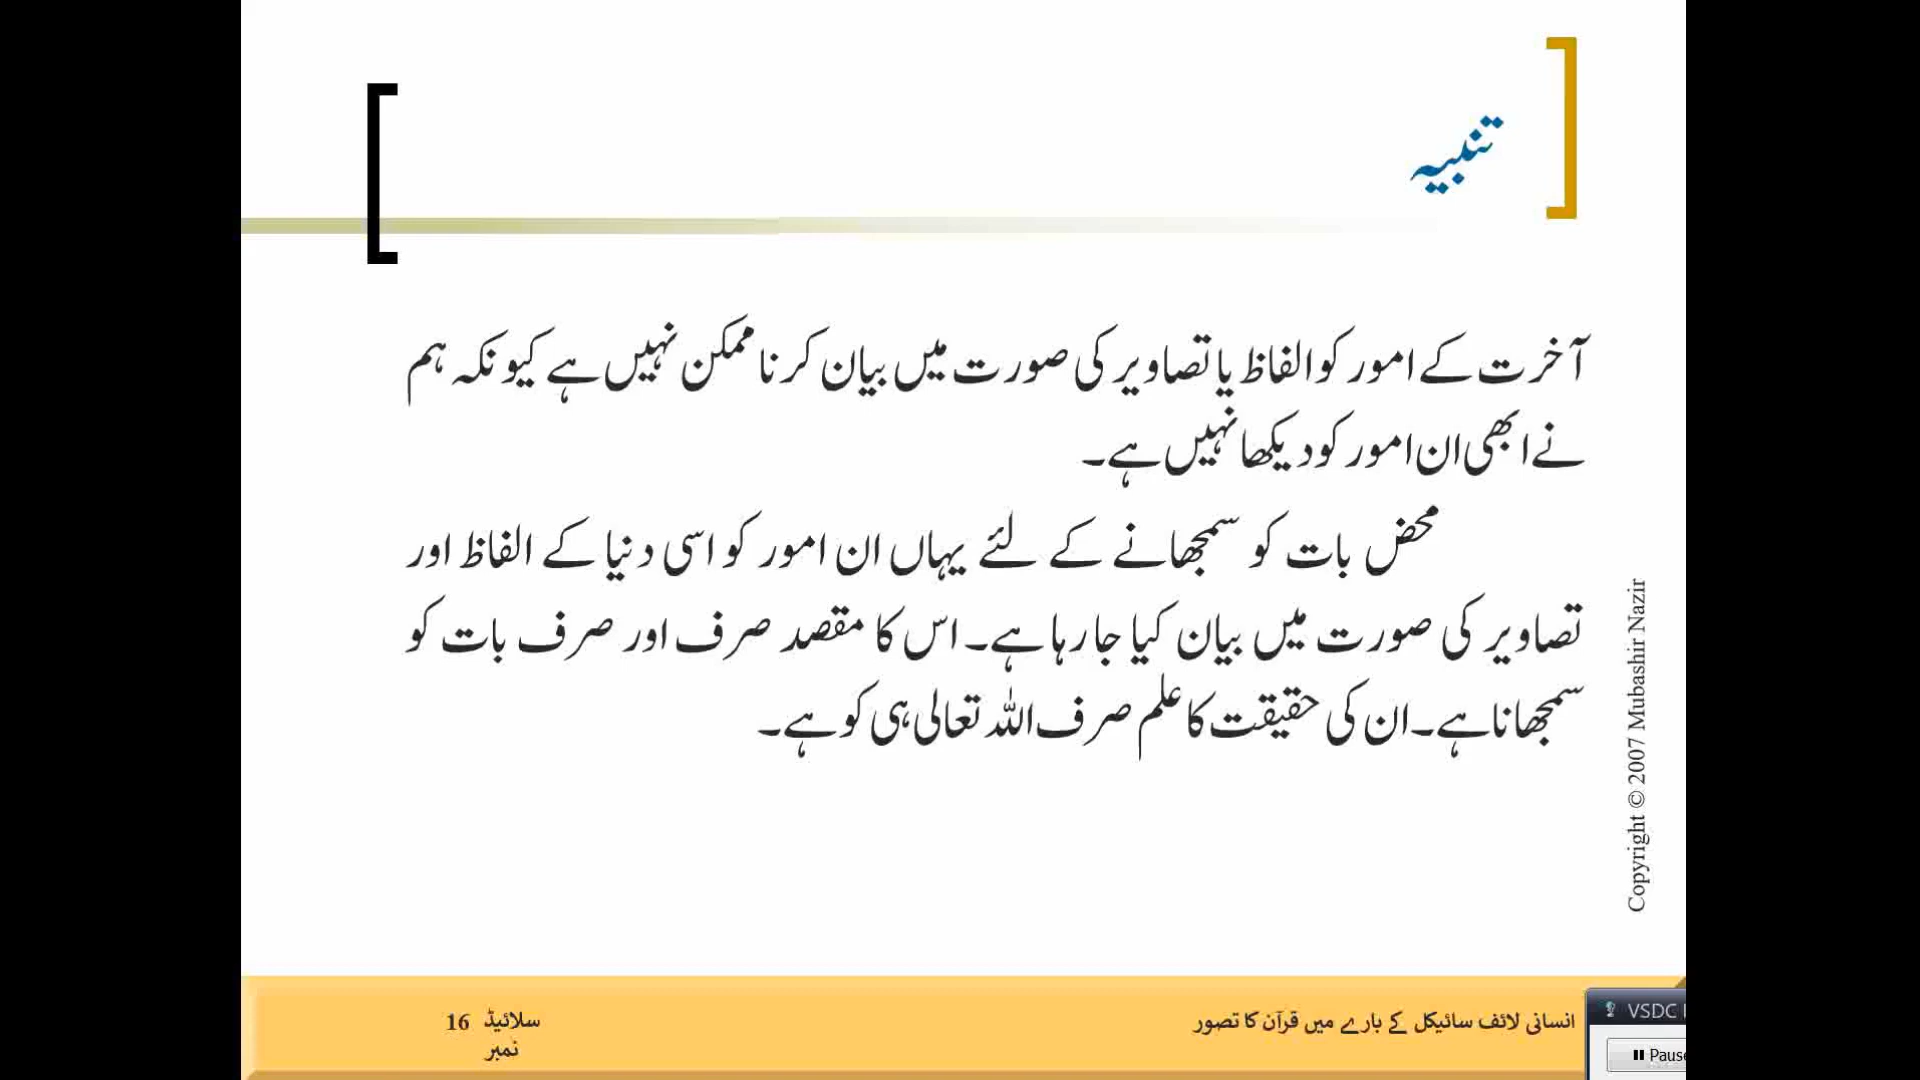 تنبیہ
آخرت کے امور کو الفاظ یا تصاویر کی صورت میں بیان کرنا ممکن نہیں ہے کیونکہ ہم
نے ابھی ان امور کو دیکھا نہیں ہے۔
محض بات کو سمجھانے کے لئے یہاں ان امور کو اسی دنیا کے الفاظ اور
تصاویر کی صورت میں بیان کیا جا رہا ہے۔ اس کا مقصد صرف اور صرف بات کو
سمجھانا ہے۔ ان کی حقیقت کا علم صرف اللہ تعالی ہی کو ہے۔
Copyright © 2007 Mubashir Nazir
انسانی لائف سائیکل کے بارے میں قرآن کا تصور
سلائیڈ 16
نمبر
VSDC
Pause